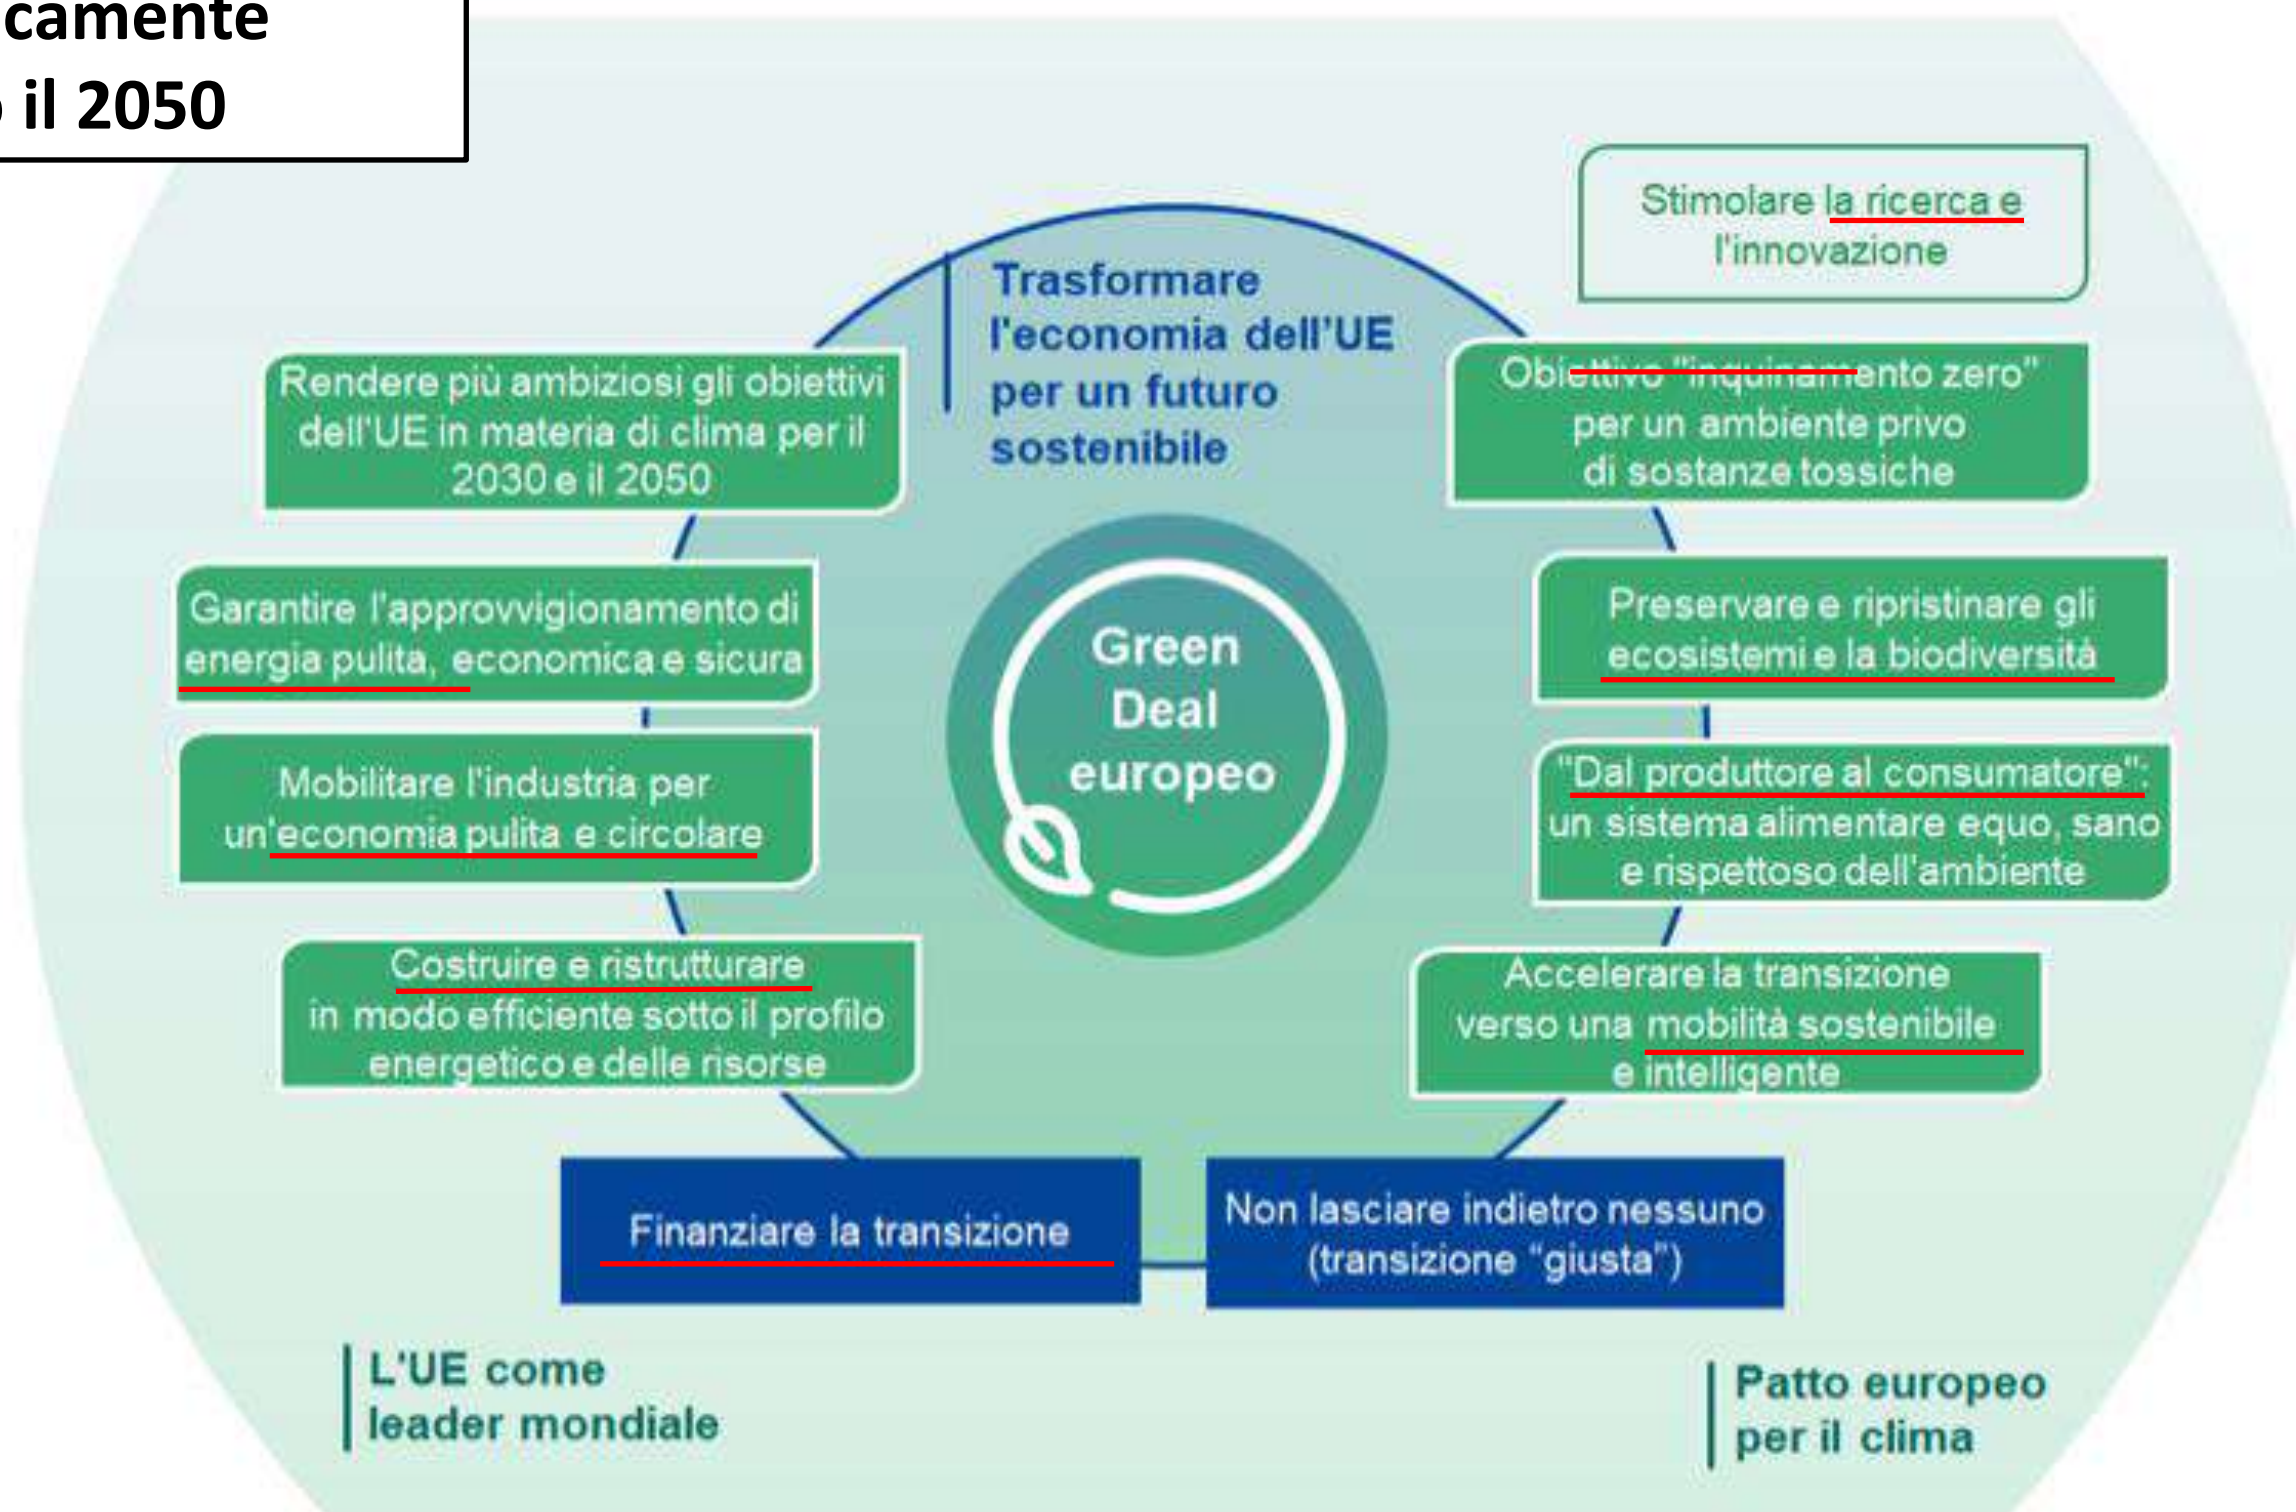 il 2050
Stimolare la ricerca e
l'innovazione
Trasformare
l'economia dell'UE
per un futuro
sostenibile
Rendere più ambiziosi gli obiettivi
dell'UE in materia di clima per il
2030 e il 2050
Obiettivo "inquinamento zero"
per un ambiente privo
di sostanze tossiche
Garantire l'approvvigionamento di
energia pulita, economica e sicura
Preservare e ripristinare gli
ecosistemi e la biodiversità
Green
Deal
europeo
Mobilitare l'industria per
un'economia pulita e circolare
"Dal produttore al consumatore":
un sistema alimentare equo, sano
e rispettoso dell'ambiente
Costruire e ristrutturare
in modo efficiente sotto il profilo
energetico e delle risorse
Accelerare la transizione
verso una mobilità sostenibile
e intelligente
Finanziare la transizione
Non lasciare indietro nessuno
(transizione “giusta”)
L'UE come
leader mondiale
Patto europeo
per il clima